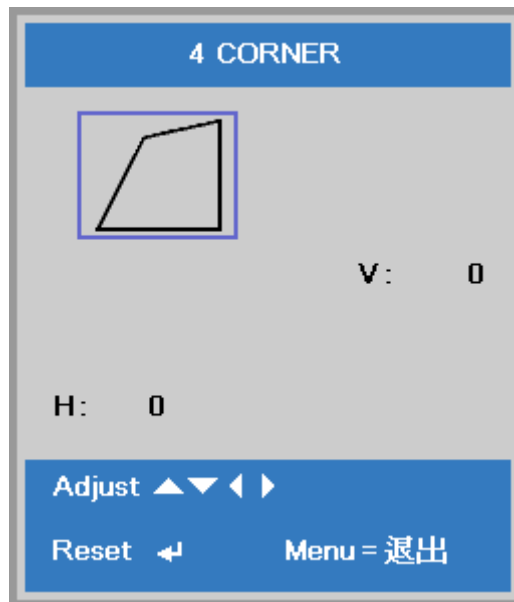 4 CORNER
V: 0
H: 0
Adjust ▲▼◀▶
Reset ↵ Menu = 退出